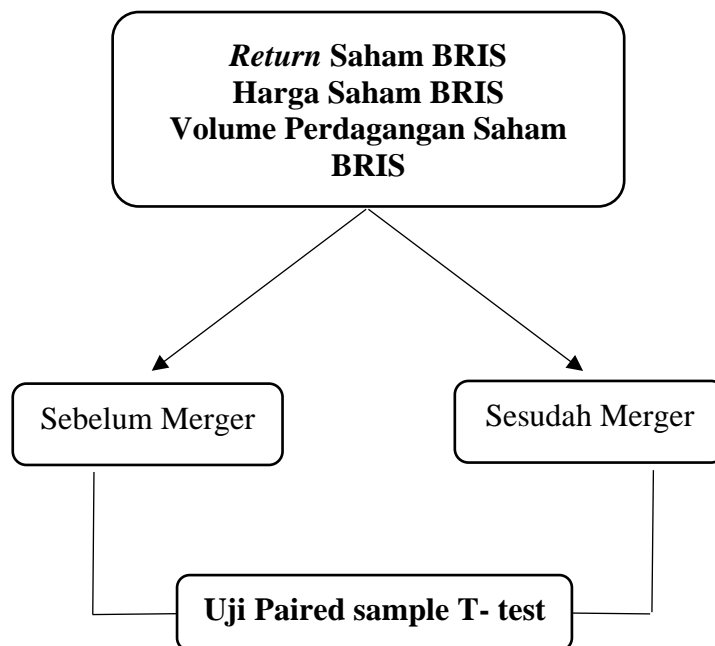 Return Saham BRIS
Harga Saham BRIS
Volume Perdagangan Saham
BRIS
Sebelum Merger
Sesudah Merger
Uji Paired sample T- test